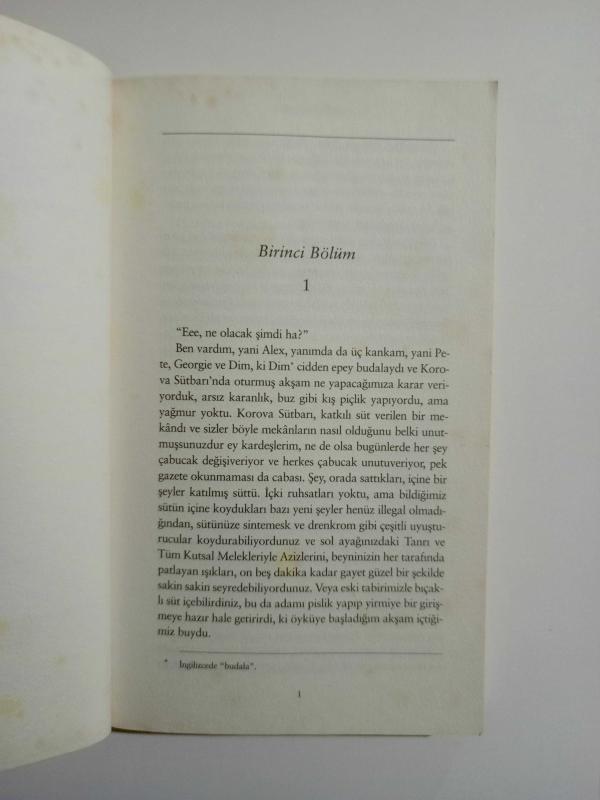 Birinci Bölüm
1
“Eee, ne olacak şimdi ha?”
Ben vardım, yani Alex, yanımda da üç kankam, yani Pe-
te, Georgie ve Dim, ki Dim* cidden epey budalaydı ve Koro-
va Sütbarı’nda oturmuş akşam ne yapacağımıza karar veri-
yorduk, arsız karanlık, buz gibi kış piçlik yapıyordu, ama
yağmur yoktu. Korova Sütbarı, katkılı süt verilen bir me-
kândı ve sizler böyle mekânların nasıl olduğunu belki unut-
muşsunuzdur ey kardeşlerim, ne de olsa bugünlerde her şey
çabucak değişiveriyor ve herkes çabucak unutuveriyor, pek
gazete okunmaması da cabası. Şey, orada sattıkları, içine bir
şeyler katılmış süttü. İçki ruhsatları yoktu, ama bildiğimiz
sütün içine koydukları bazı yeni şeyler henüz illegal olmadı-
ğından, sütünüze sintemesk ve drenkrom gibi çeşitli uyuştu-
rucular koydurabiliyordunuz ve sol ayağınızdaki Tanrı ve
Tüm Kutsal Melekleriyle Azizlerini, beyninizin her tarafında
patlayan ışıkları, on beş dakika kadar gayet güzel bir şekilde
sakin sakin seyredebiliyordunuz. Veya eski tabirimizle bıçak-
lı süt içebilirdiniz, bu da adamı pislik yapıp yirmiye bir giriş-
meye hazır hale getirirdi, ki öyküye başladığım akşam içtiği-
miz buydu.
* İngilizcede “budala”.
1